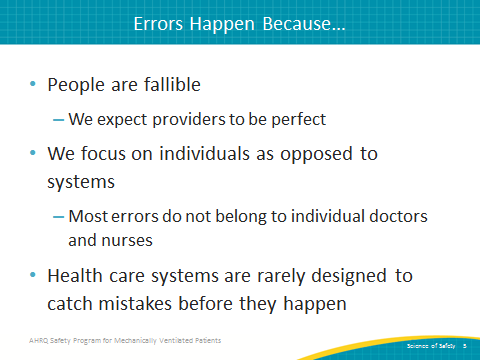 Errors Happen Because...
• People are fallible
– We expect providers to be perfect
• We focus on individuals as opposed to
systems
– Most errors do not belong to individual doctors
and nurses
• Health care systems are rarely designed to
catch mistakes before they happen
AHRQ Safety Program for Mechanically Ventilated Patients
Science of Safety 5